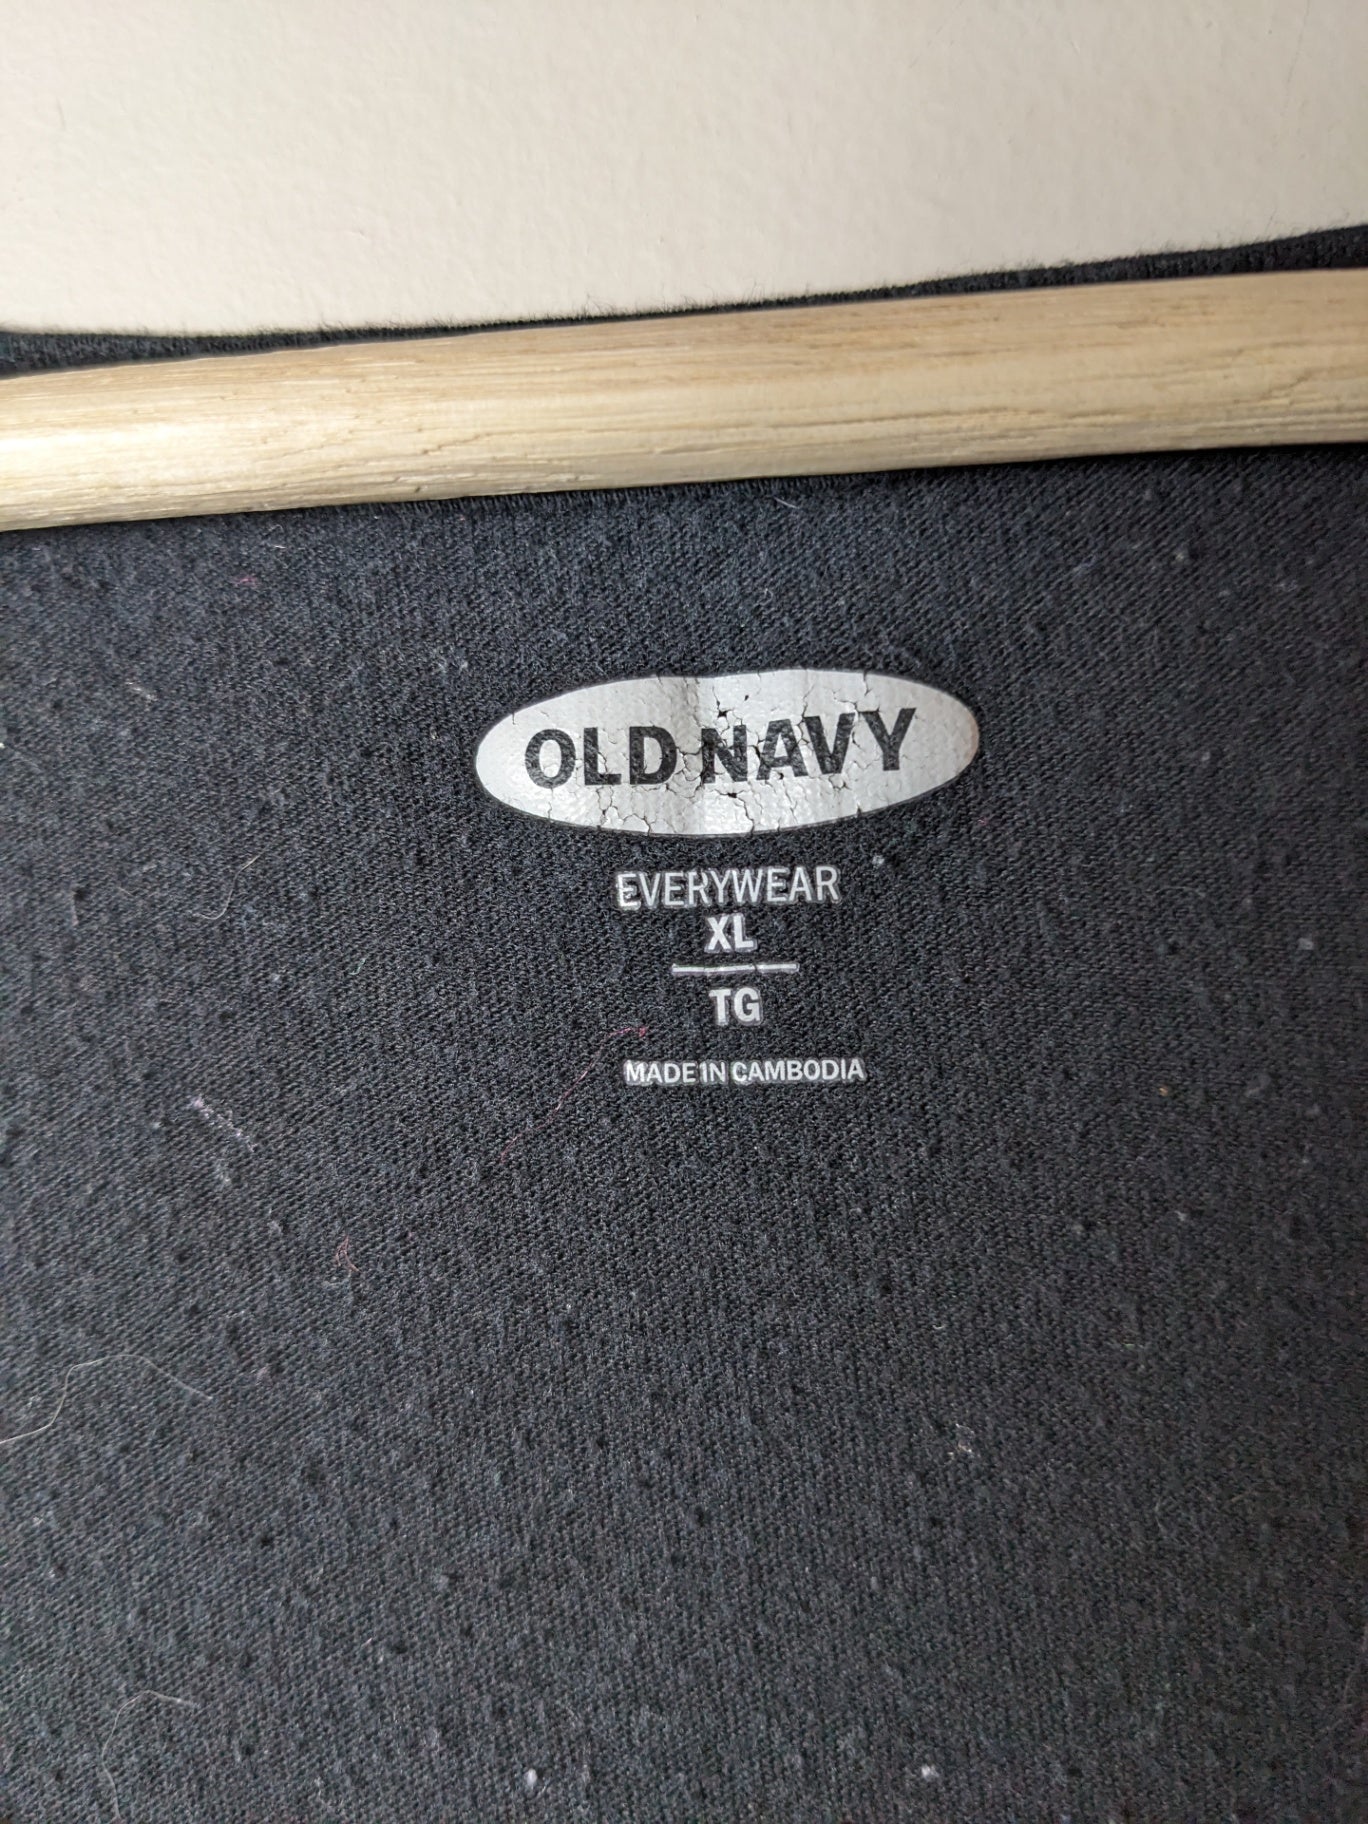 OLD NAVY
EVERYWEAR
XL
TG
MADE IN CAMBODIA